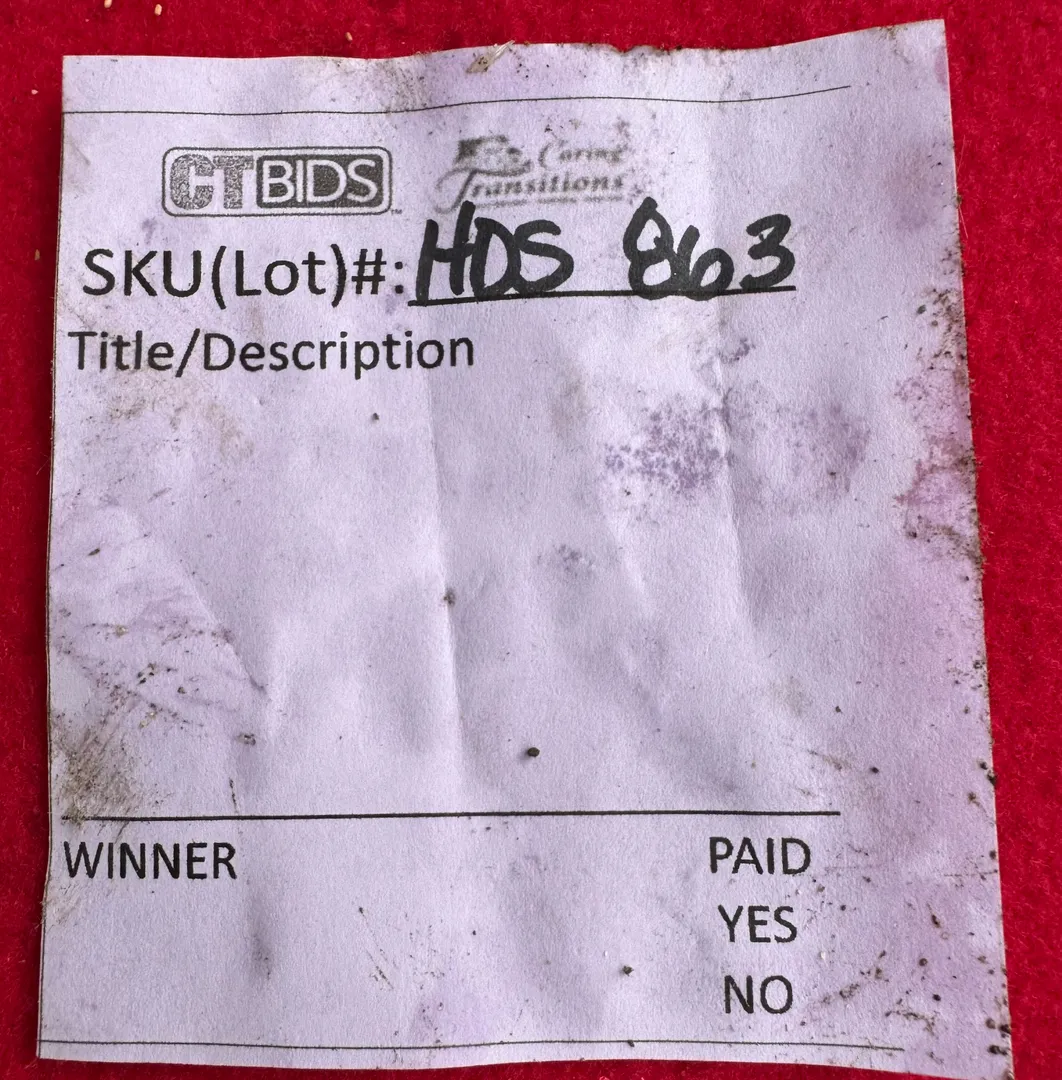 CTBIDS Caring
Transitions
SKU(Lot)#: HDS 863
Title/Description
WINNER PAID
YES
NO